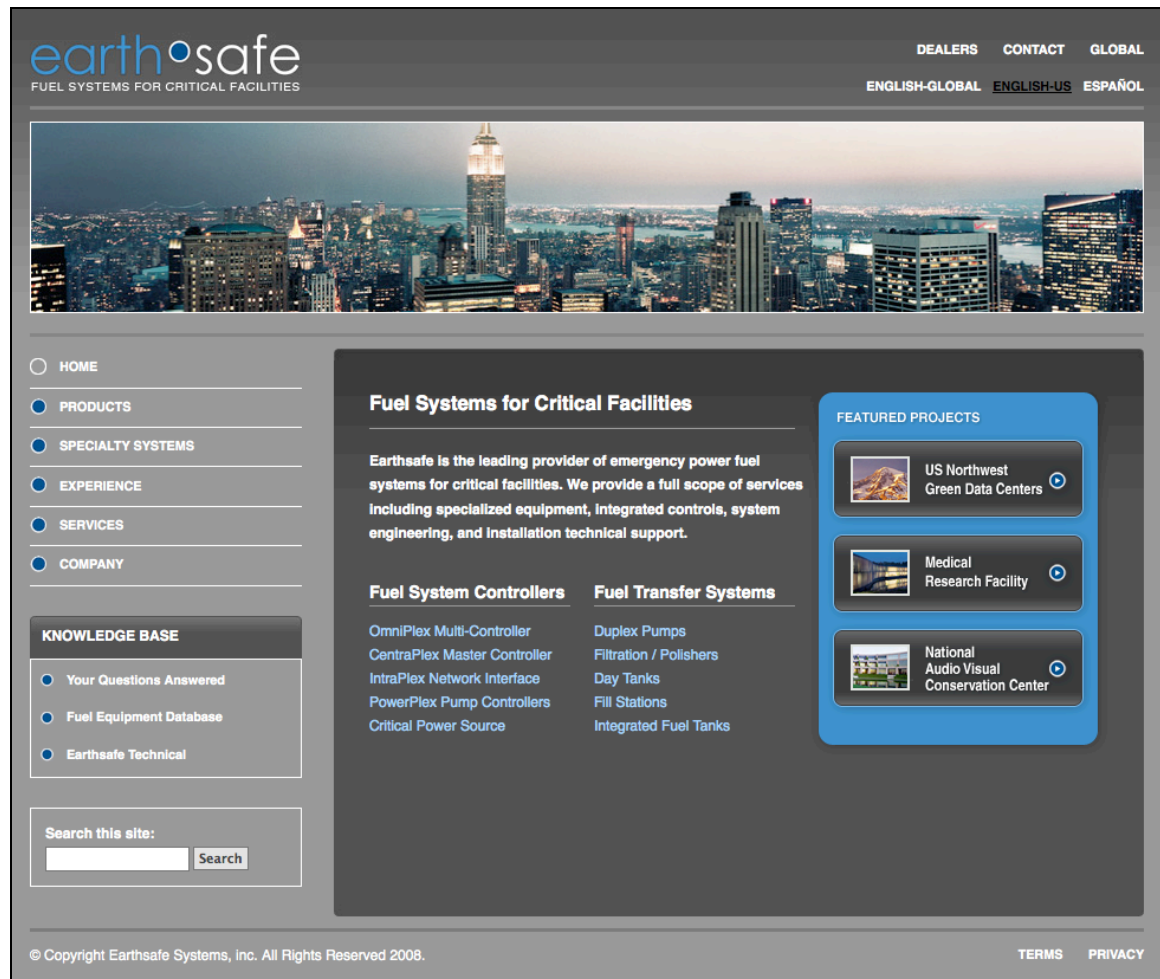 earth safe
FUEL SYSTEMS FOR CRITICAL FACILITIES
DEALERS CONTACT GLOBAL
ENGLISH-GLOBAL ENGLISH-US ESPAÑOL
HOME
PRODUCTS
SPECIALTY SYSTEMS
EXPERIENCE
SERVICES
COMPANY
KNOWLEDGE BASE
Your Questions Answered
Fuel Equipment Database
Earthsafe Technical
Search this site:
Search
Fuel Systems for Critical Facilities
Earthsafe is the leading provider of emergency power fuel
systems for critical facilities. We provide a full scope of services
including specialized equipment, integrated controls, system
engineering, and installation technical support.
Fuel System Controllers
OmniPlex Multi-Controller
CentraPlex Master Controller
IntraPlex Network Interface
PowerPlex Pump Controllers
Critical Power Source
Fuel Transfer Systems
Duplex Pumps
Filtration / Polishers
Day Tanks
Fill Stations
Integrated Fuel Tanks
FEATURED PROJECTS
US Northwest
Green Data Centers
Medical
Research Facility
National
Audio Visual
Conservation Center
© Copyright Earthsafe Systems, inc. All Rights Reserved 2008.
TERMS PRIVACY